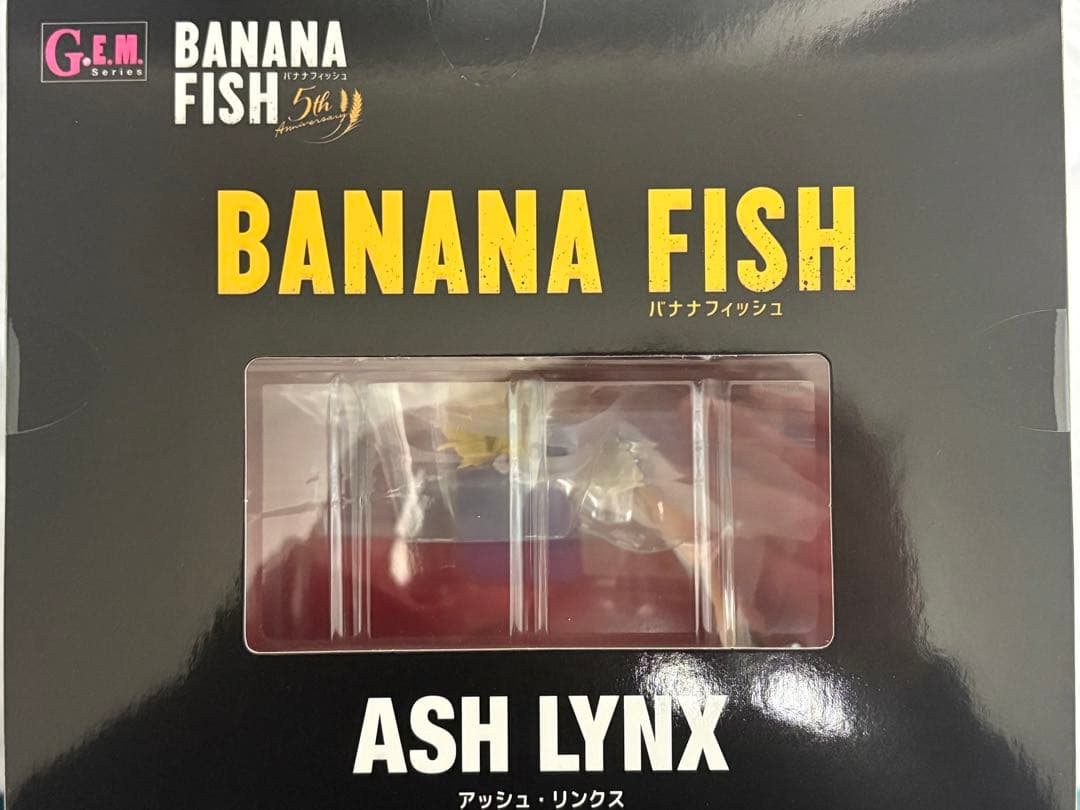 G.E.M.
Series
BANANA
バナナフィッシュ
FISH
5th
Anniversary
BANANA FISH
バナナフィッシュ
ASH LYNX
アッシュ・リンクス